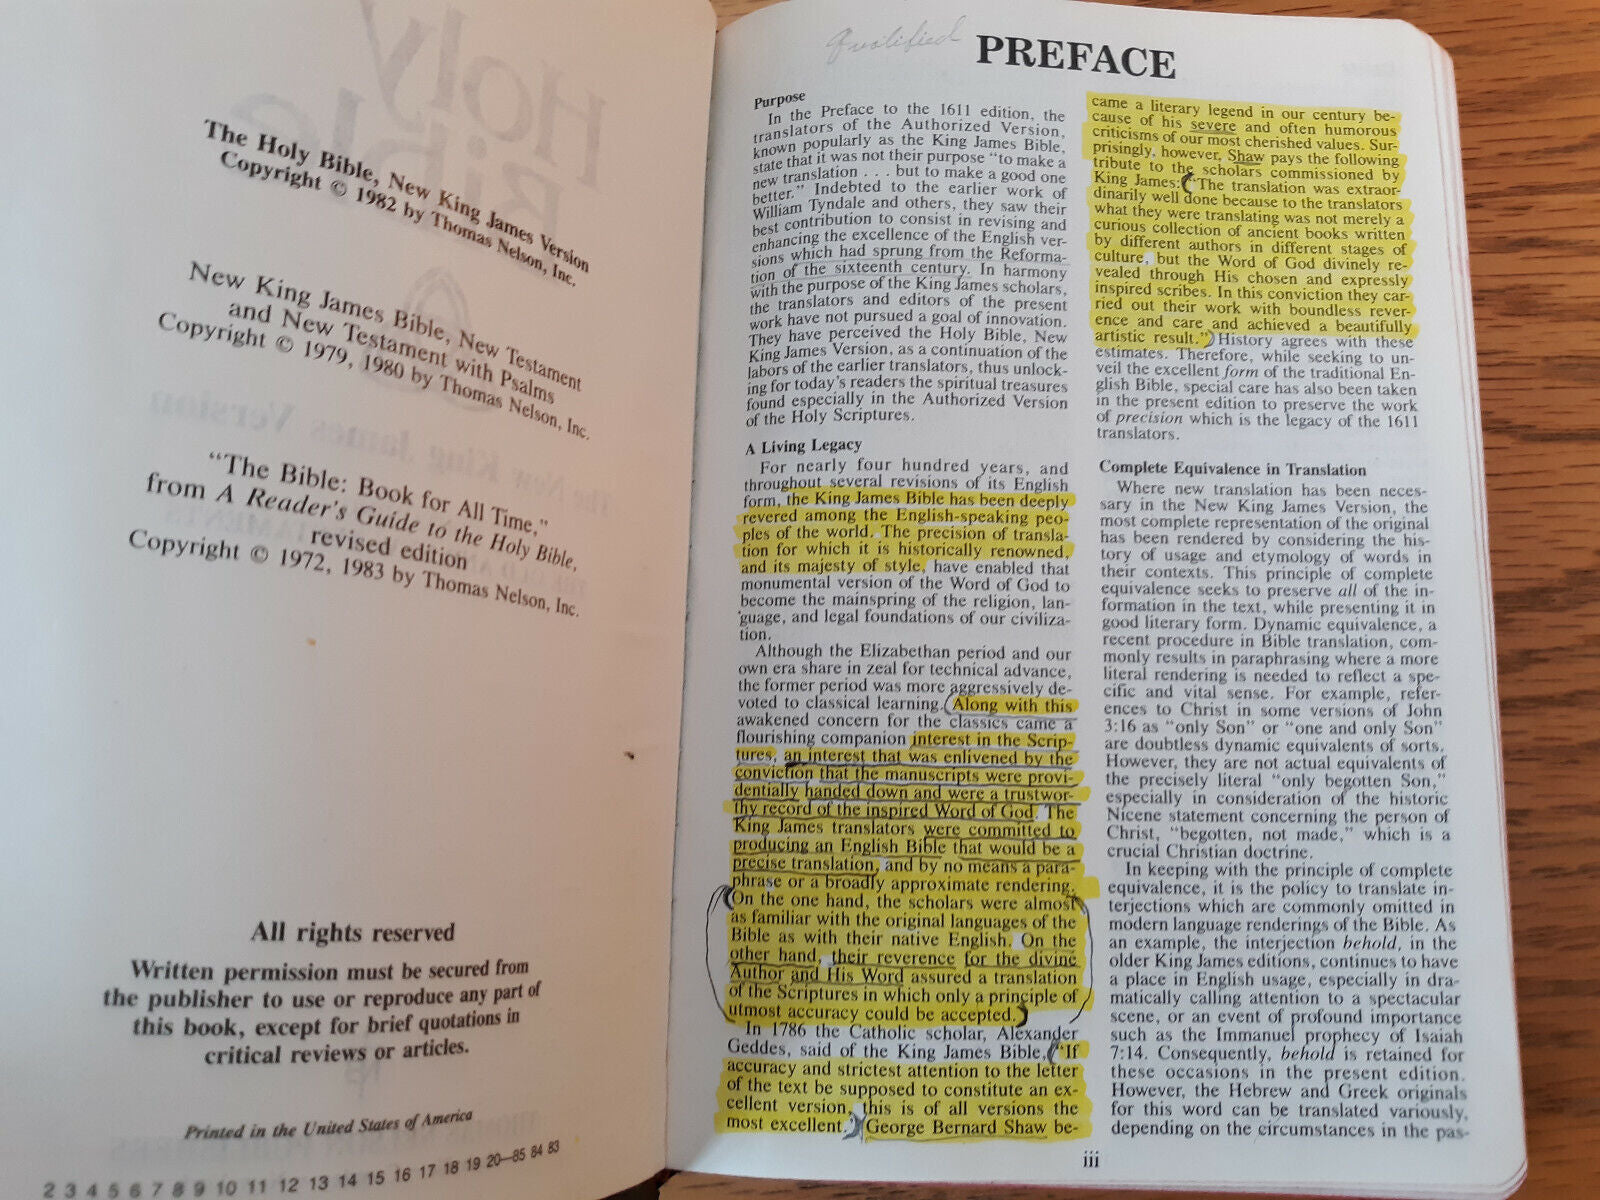 The Holy Bible, New King James Version
Copyright © 1982 by Thomas Nelson, Inc.
New King James Bible, New Testament
and New Testament with Psalms
Copyright © 1979, 1980 by Thomas Nelson, Inc.
“The Bible: Book for All Time,”
from A Reader’s Guide to the Holy Bible,
revised edition
Copyright © 1972, 1983 by Thomas Nelson, Inc.
All rights reserved
Written permission must be secured from
the publisher to use or reproduce any part of
this book, except for brief quotations in
critical reviews or articles.
Printed in the United States of America
2 3 4 5 6 7 8 9 10 11 12 13 14 15 16 17 18 19 20—85 84 83
Qualified
PREFACE
Purpose
In the Preface to the 1611 edition, the
translators of the Authorized Version,
known popularly as the King James Bible,
state that it was not their purpose “to make a
new translation . . . but to make a good one
better.” Indebted to the earlier work of
William Tyndale and others, they saw their
best contribution to consist in revising and
enhancing the excellence of the English ver-
sions which had sprung from the Reforma-
tion of the sixteenth century. In harmony
with the purpose of the King James scholars,
the translators and editors of the present
work have not pursued a goal of innovation.
They have perceived the Holy Bible, New
King James Version, as a continuation of the
labors of the earlier translators, thus unlock-
ing for today’s readers the spiritual treasures
found especially in the Authorized Version
of the Holy Scriptures.
A Living Legacy
For nearly four hundred years, and
throughout several revisions of its English
form, the King James Bible has been deeply
revered among the English-speaking peo-
ples of the world. The precision of transla-
tion for which it is historically renowned,
and its majesty of style, have enabled that
monumental version of the Word of God to
become the mainspring of the religion, lan-
guage, and legal foundations of our civiliza-
tion.
Although the Elizabethan period and our
own era share in zeal for technical advance,
the former period was more aggressively de-
voted to classical learning. Along with this
awakened concern for the classics came a
flourishing companion interest in the Scrip-
tures, an interest that was enlivened by the
conviction that the manuscripts were provi-
dentially handed down and were a trustwor-
thy record of the inspired Word of God. The
King James translators were committed to
producing an English Bible that would be a
precise translation, and by no means a para-
phrase or a broadly approximate rendering.
On the one hand, the scholars were almost
as familiar with the original languages of the
Bible as with their native English. On the
other hand, their reverence for the divine
Author and His Word assured a translation
of the Scriptures in which only a principle of
utmost accuracy could be accepted.
In 1786 the Catholic scholar, Alexander
Geddes, said of the King James Bible, “If
accuracy and strictest attention to the letter
of the text be supposed to constitute an ex-
cellent version, this is of all versions the
most excellent.” George Bernard Shaw be-
came a literary legend in our century be-
cause of his severe and often humorous
criticisms of our most cherished values. Sur-
prisingly, however, Shaw pays the following
tribute to the scholars commissioned by
King James: “The translation was extraor-
dinarily well done because to the translators
what they were translating was not merely a
curious collection of ancient books written
by different authors in different stages of
culture, but the Word of God divinely re-
vealed through His chosen and expressly
inspired scribes. In this conviction they car-
ried out their work with boundless rever-
ence and care and achieved a beautifully
artistic result.” History agrees with these
estimates. Therefore, while seeking to un-
veil the excellent form of the traditional En-
glish Bible, special care has also been taken
in the present edition to preserve the work
of precision which is the legacy of the 1611
translators.
Complete Equivalence in Translation
Where new translation has been neces-
sary in the New King James Version, the
most complete representation of the original
has been rendered by considering the his-
tory of usage and etymology of words in
their contexts. This principle of complete
equivalence seeks to preserve all of the in-
formation in the text, while presenting it in
good literary form. Dynamic equivalence, a
recent procedure in Bible translation, com-
monly results in paraphrasing where a more
literal rendering is needed to reflect a spe-
cific and vital sense. For example, refer-
ences to Christ in some versions of John
3:16 as “only Son” or “one and only Son”
are doubtless dynamic equivalents of sorts.
However, they are not actual equivalents of
the precisely literal “only begotten Son,”
especially in consideration of the historic
Nicene statement concerning the person of
Christ, “begotten, not made,” which is a
crucial Christian doctrine.
In keeping with the principle of complete
equivalence, it is the policy to translate in-
terjections which are commonly omitted in
modern language renderings of the Bible. As
an example, the interjection behold, in the
older King James editions, continues to have
a place in English usage, especially in dra-
matically calling attention to a spectacular
scene, or an event of profound importance
such as the Immanuel prophecy of Isaiah
7:14. Consequently, behold is retained for
these occasions in the present edition.
However, the Hebrew and Greek originals
for this word can be translated variously,
depending on the circumstances in the pas-
iii